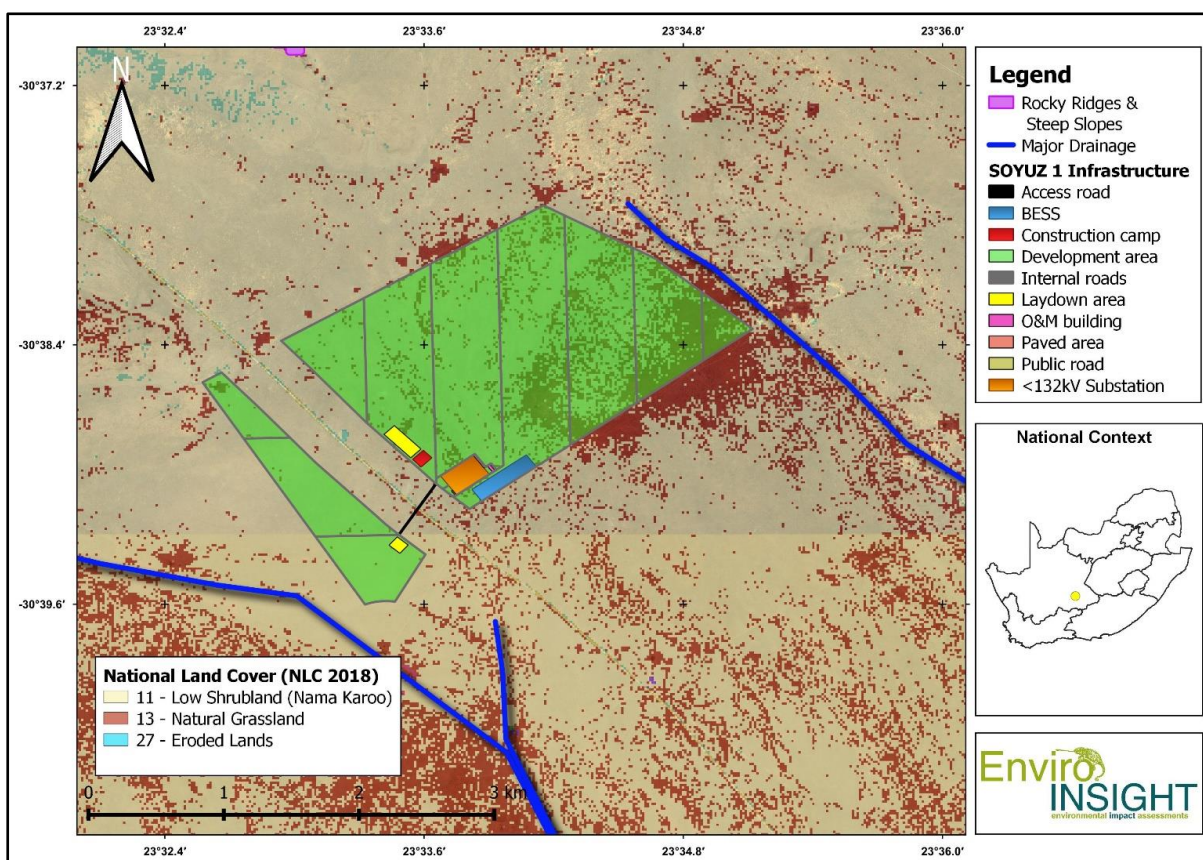 23°32.4′ 23°33.6′ 23°34.8′ 23°36.0′
-30°37.2′
-30°38.4′
-30°39.6′
N
National Land Cover (NLC 2018)
11 - Low Shrubland (Nama Karoo)
13 - Natural Grassland
27 - Eroded Lands
0 1 2 3 km
23°32.4′ 23°33.6′ 23°34.8′ 23°36.0′
Legend
Rocky Ridges &
Steep Slopes
Major Drainage
SOYUZ 1 Infrastructure
Access road
BESS
Construction camp
Development area
Internal roads
Laydown area
O&M building
Paved area
Public road
<132kV Substation
National Context
Enviro
INSIGHT
environmental impact assessments